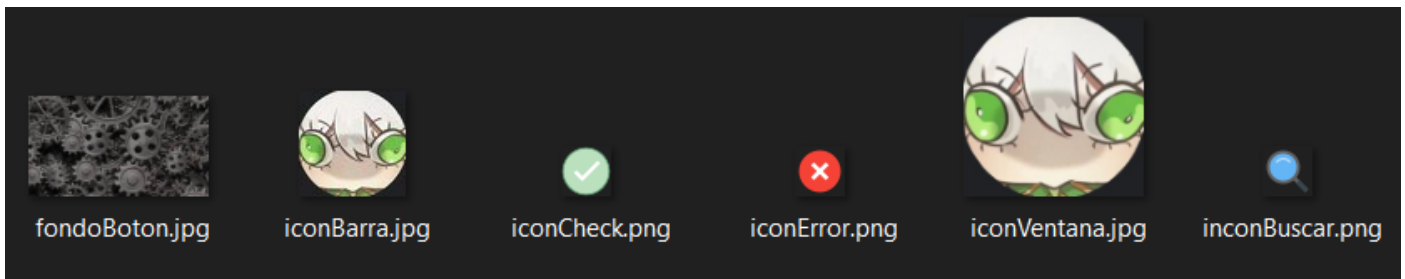 fondoBoton.jpg
iconBarra.jpg
iconCheck.png
iconError.png
iconVentana.jpg
inconBuscar.png